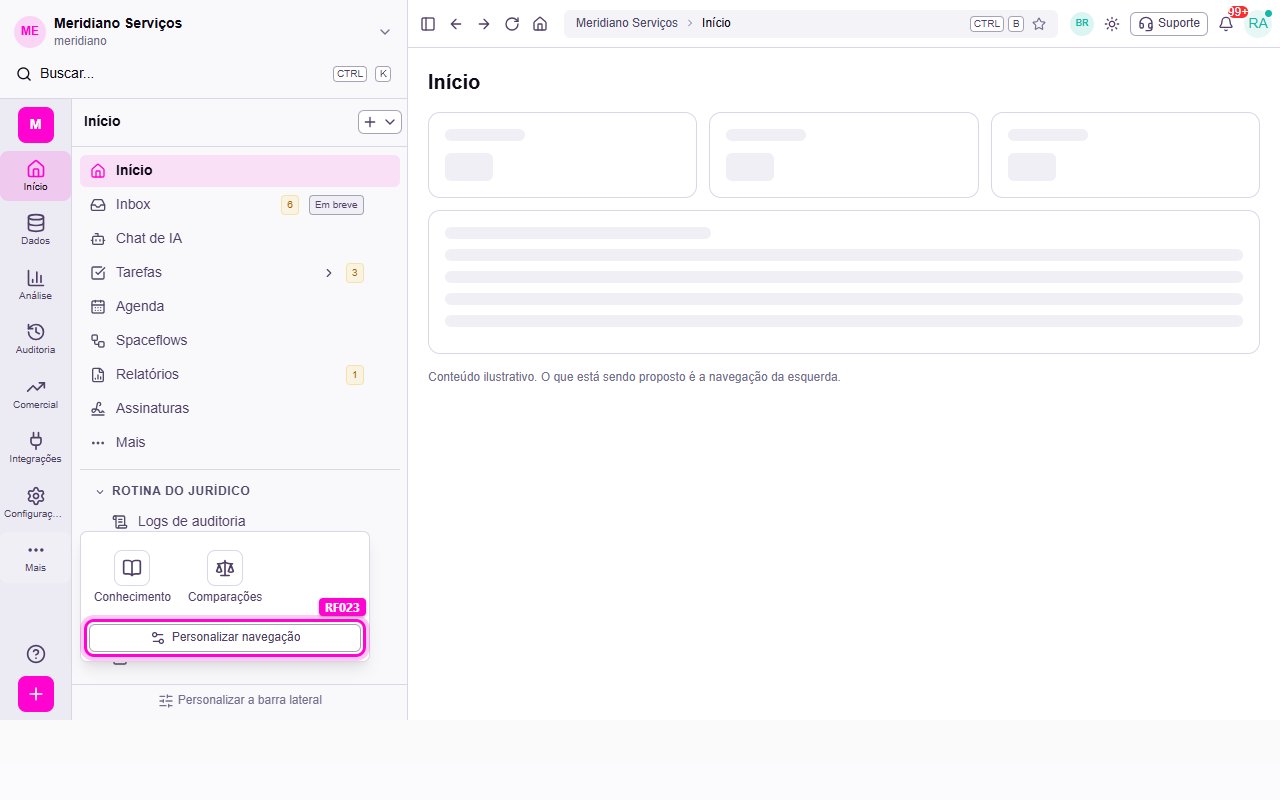 ME
Meridiano Serviços
meridiano
Buscar...
CTRL K
Meridiano Serviços > Início
CTRL B
BR
Suporte
99+
RA
M
Início
Dados
Análise
Auditoria
Comercial
Integrações
Configuraç...
Mais
Início
Início
Inbox 6 Em breve
Chat de IA
Tarefas 3
Agenda
Spaceflows
Relatórios 1
Assinaturas
Mais
ROTINA DO JURÍDICO
Logs de auditoria
Conhecimento
Comparações
RF023
Personalizar navegação
Personalizar a barra lateral
Início
Conteúdo ilustrativo. O que está sendo proposto é a navegação da esquerda.